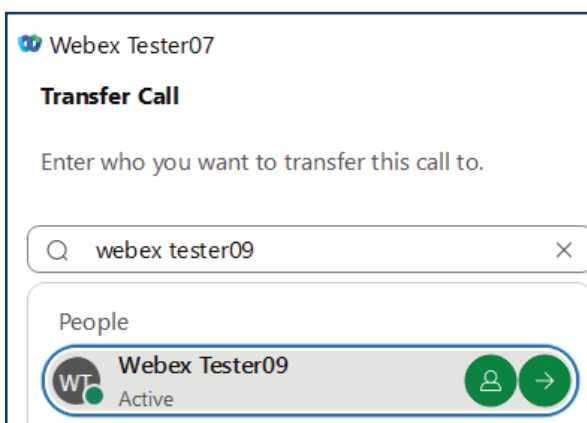 Webex Tester07
Transfer Call
Enter who you want to transfer this call to.
webex tester09
People
WT
Webex Tester09
Active